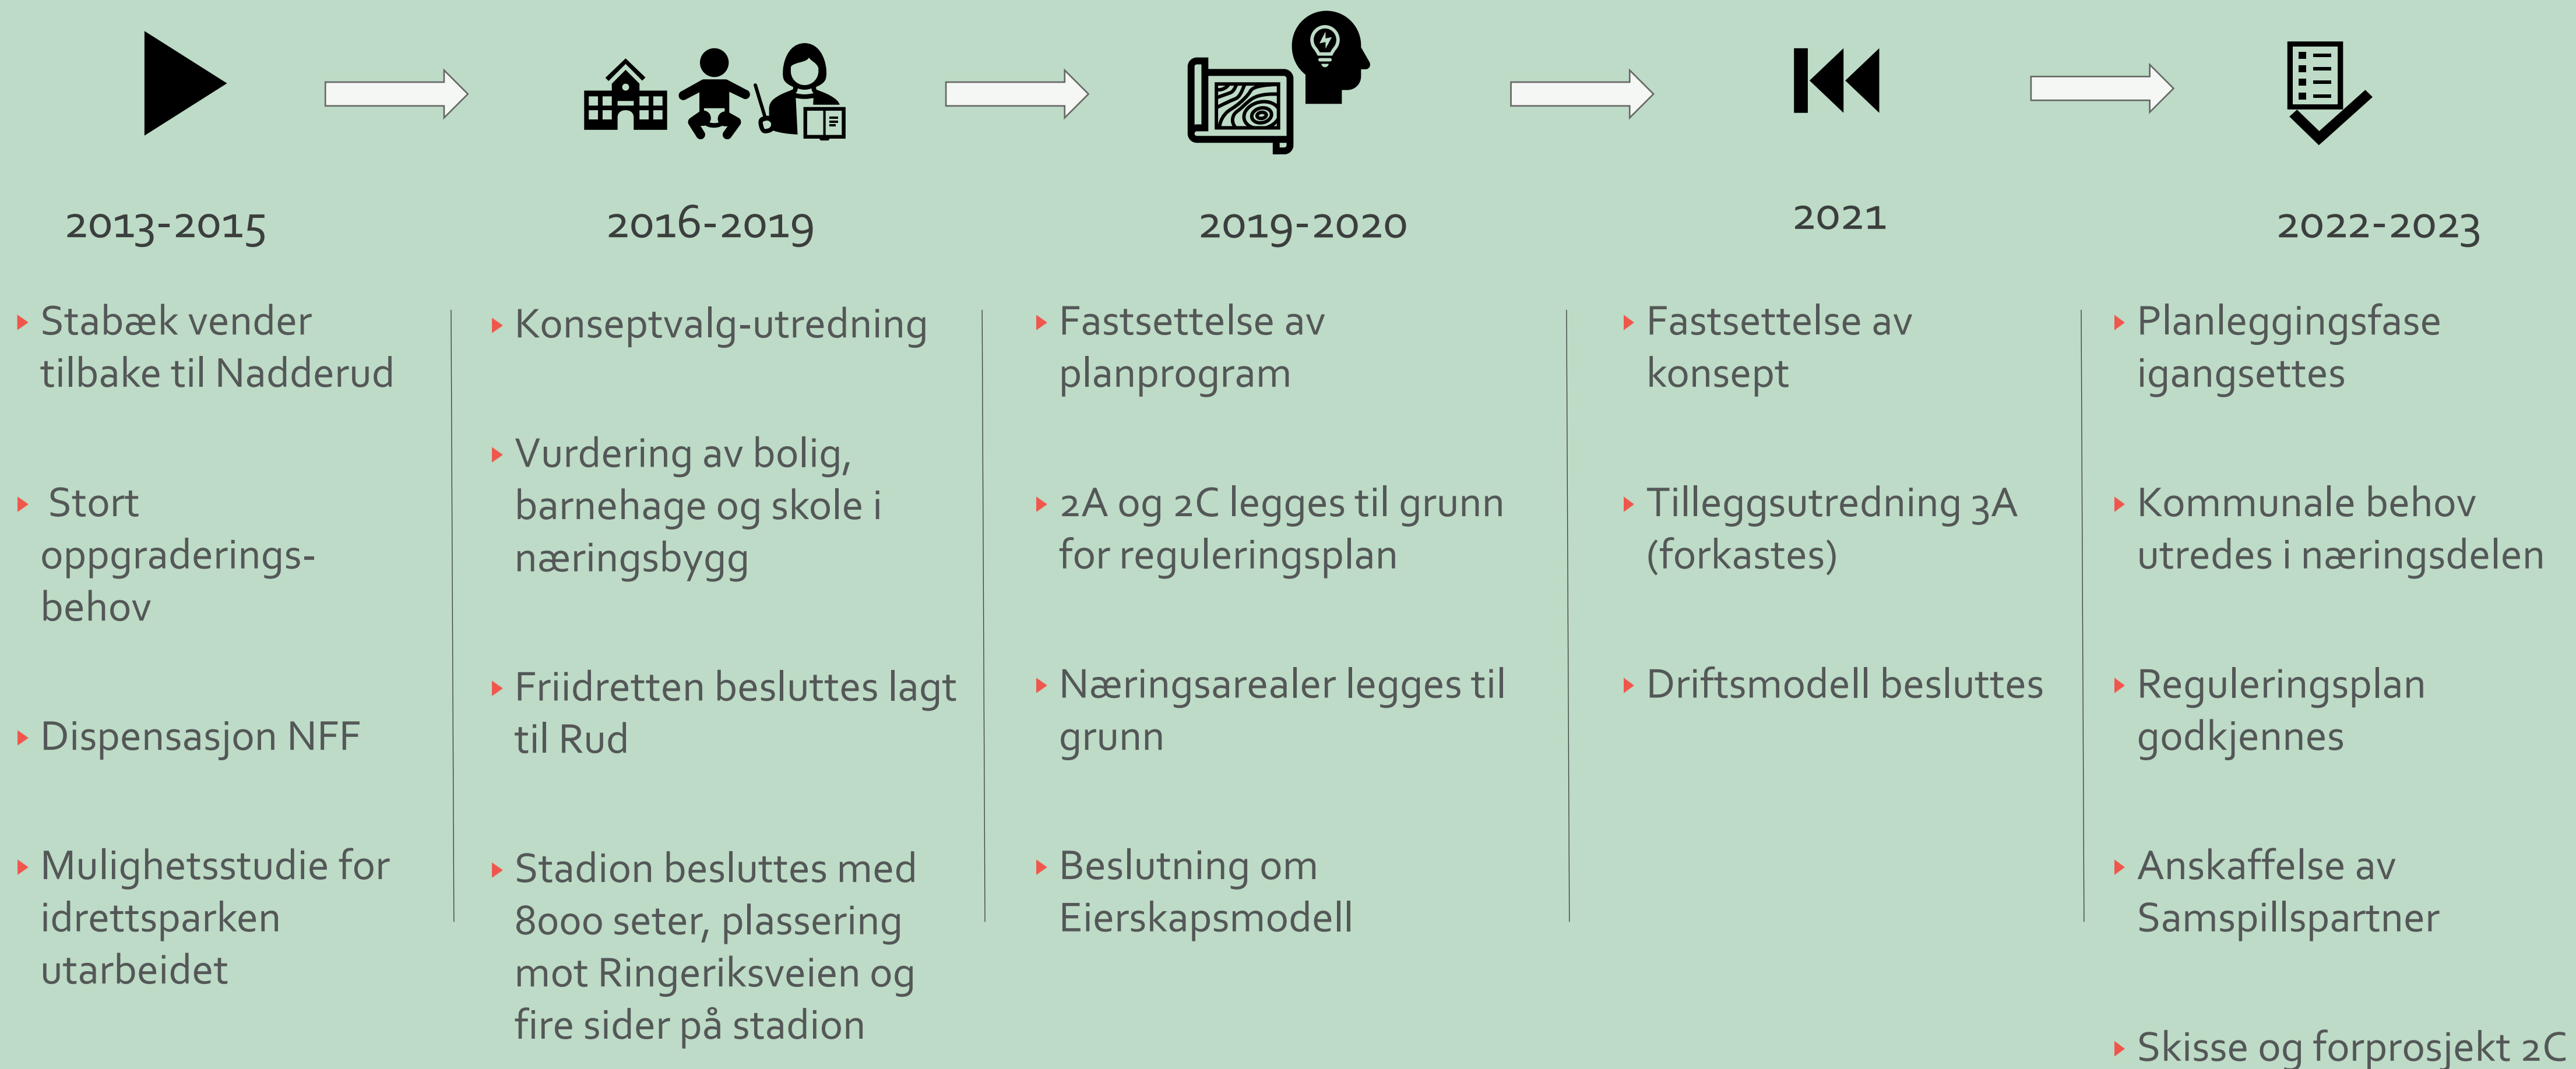 2013-2015
Stabæk vender
tilbake til Nadderud
Stort
oppgraderings-
behov
Dispensasjon NFF
Mulighetsstudie for
idrettsparken
utarbeidet
2016-2019
Konseptvalg-utredning
Vurdering av bolig,
barnehage og skole i
næringsbygg
Friidretten besluttes lagt
til Rud
Stadion besluttes med
8000 seter, plassering
mot Ringeriksveien og
fire sider på stadion
2019-2020
Fastsettelse av
planprogram
2A og 2C legges til grunn
for reguleringsplan
Næringsarealer legges til
grunn
Beslutning om
Eierskapsmodell
2021
Fastsettelse av
konsept
Tilleggsutredning 3A
(forkastes)
Driftsmodell besluttes
2022-2023
Planleggingsfase
igangsettes
Kommunale behov
utredes i næringsdelen
Reguleringsplan
godkjennes
Anskaffelse av
Samspillspartner
Skisse og forprosjekt 2C